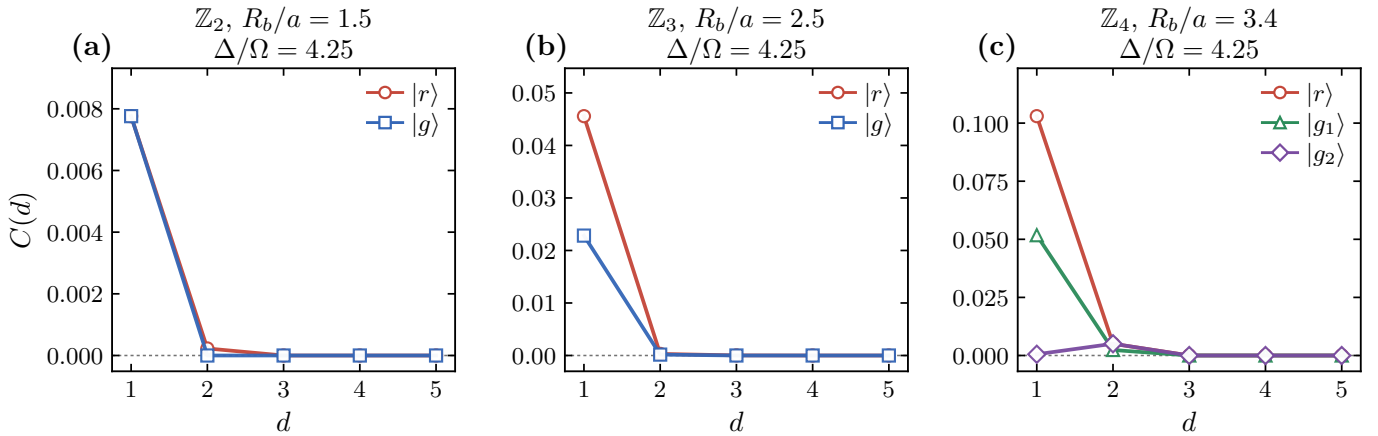 ℤ₂, R_b/a = 1.5
Δ/Ω = 4.25
(a)
|r⟩
|g⟩
0.008
0.006
0.004
0.002
0.000
C(d)
1 2 3 4 5
d
ℤ₃, R_b/a = 2.5
Δ/Ω = 4.25
(b)
|r⟩
|g⟩
0.05
0.04
0.03
0.02
0.01
0.00
1 2 3 4 5
d
ℤ₄, R_b/a = 3.4
Δ/Ω = 4.25
(c)
|r⟩
|g₁⟩
|g₂⟩
0.100
0.075
0.050
0.025
0.000
1 2 3 4 5
d